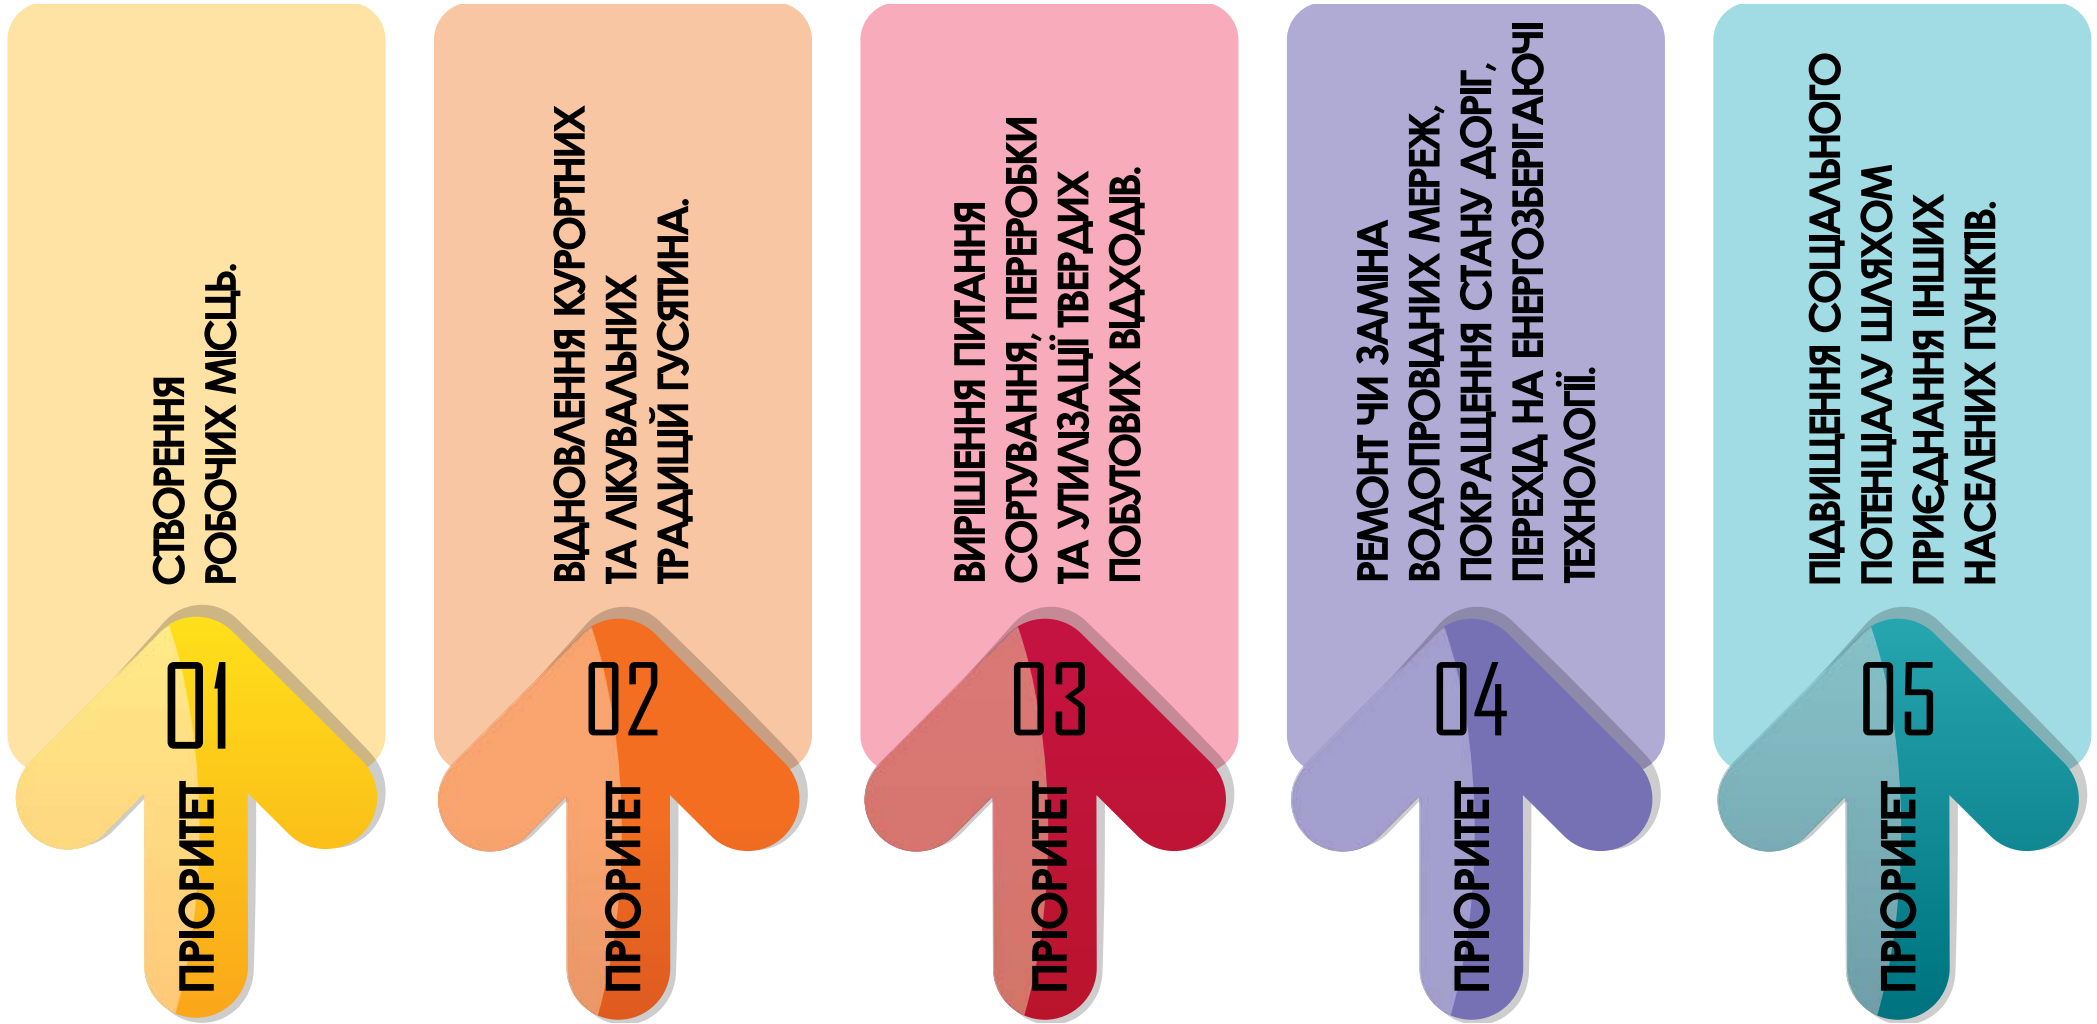 ПРІОРИТЕТ
01
СТВОРЕННЯ
РОБОЧИХ МІСЦЬ.
ПРІОРИТЕТ
02
ВІДНОВЛЕННЯ КУРОРТНИХ
ТА ЛІКУВАЛЬНИХ
ТРАДИЦІЙ ГУСЯТИНА.
ПРІОРИТЕТ
03
ВИРІШЕННЯ ПИТАННЯ
СОРТУВАННЯ, ПЕРЕРОБКИ
ТА УТИЛІЗАЦІЇ ТВЕРДИХ
ПОБУТОВИХ ВІДХОДІВ.
ПРІОРИТЕТ
04
РЕМОНТ ЧИ ЗАМІНА
ВОДОПРОВІДНИХ МЕРЕЖ,
ПОКРАЩЕННЯ СТАНУ ДОРІГ,
ПЕРЕХІД НА ЕНЕРГОЗБЕРІГАЮЧІ
ТЕХНОЛОГІЇ.
ПРІОРИТЕТ
05
ПІДВИЩЕННЯ СОЦІАЛЬНОГО
ПОТЕНЦІАЛУ ШЛЯХОМ
ПРИЄДНАННЯ ІНШИХ
НАСЕЛЕНИХ ПУНКТІВ.